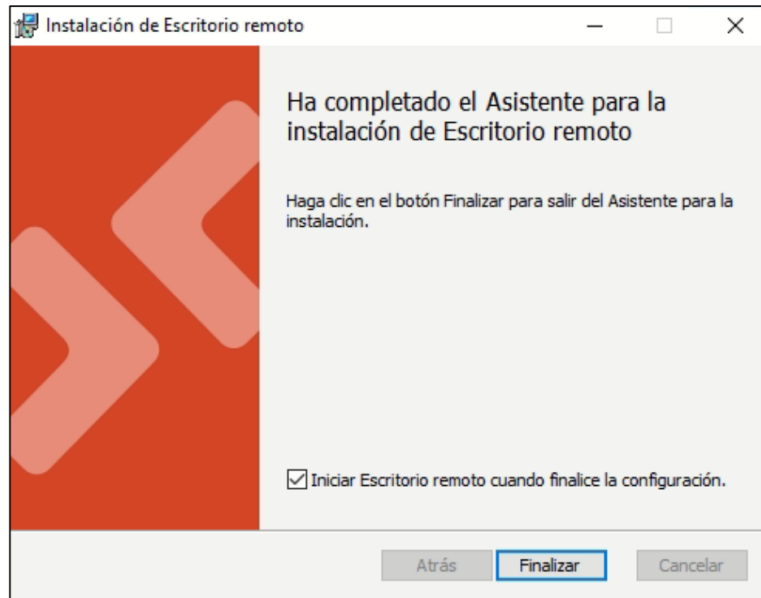 Instalación de Escritorio remoto
Ha completado el Asistente para la
instalación de Escritorio remoto
Haga clic en el botón Finalizar para salir del Asistente para la
instalación.
Iniciar Escritorio remoto cuando finalice la configuración.
Atrás
Finalizar
Cancelar